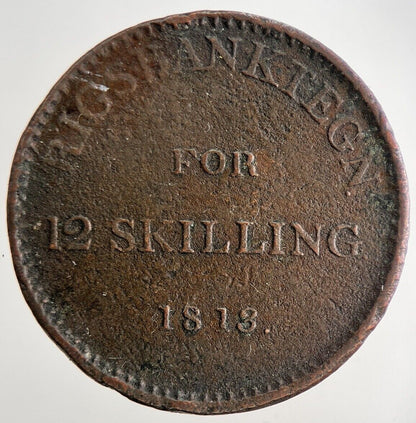 RIGSBANKTEGN
FOR
12 SKILLING
1813.